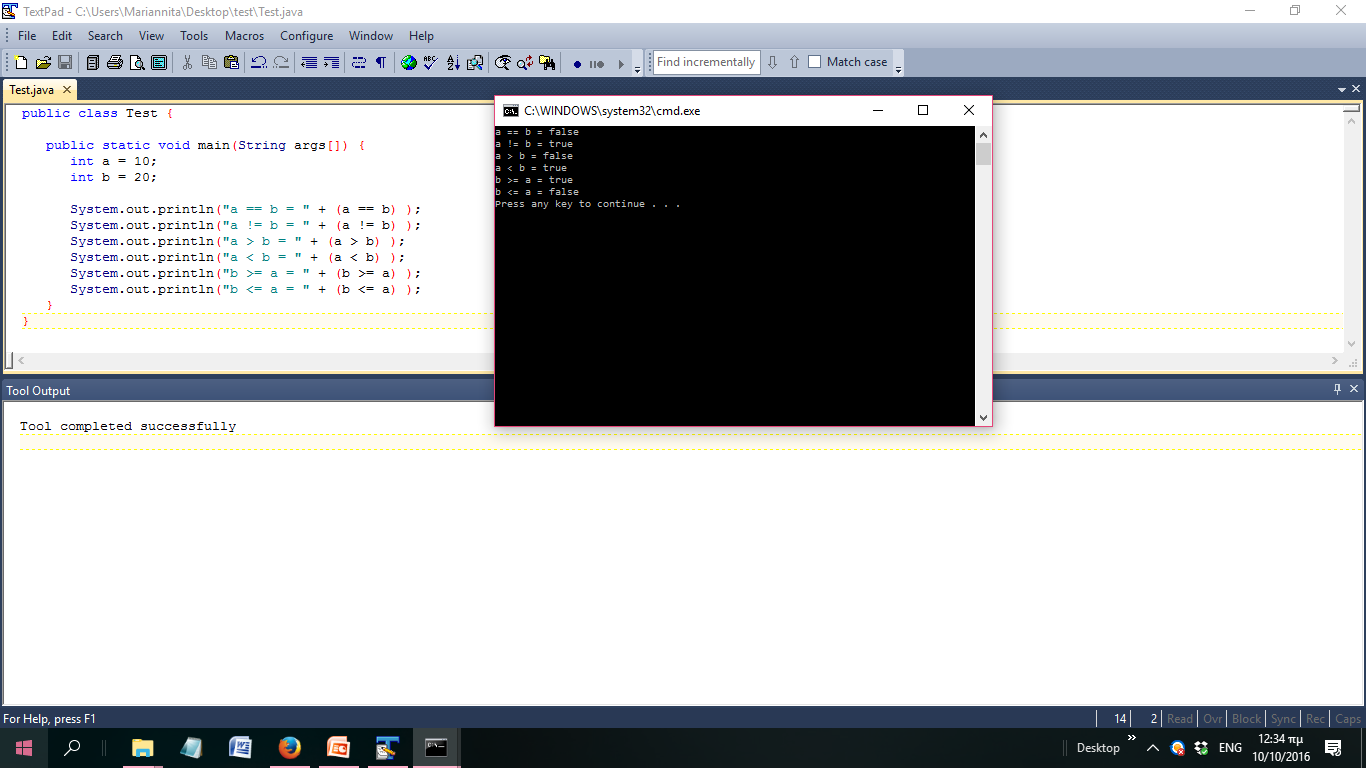 TextPad - C:\Users\Mariannita\Desktop\test\Test.java
File Edit Search View Tools Macros Configure Window Help
Find incrementally Match case
Test.java
public class Test {
public static void main(String args[]) {
int a = 10;
int b = 20;
System.out.println("a == b = " + (a == b) );
System.out.println("a != b = " + (a != b) );
System.out.println("a > b = " + (a > b) );
System.out.println("a < b = " + (a < b) );
System.out.println("b >= a = " + (b >= a) );
System.out.println("b <= a = " + (b <= a) );
}
}
C:\WINDOWS\system32\cmd.exe
a == b = false
a != b = true
a > b = false
a < b = true
b >= a = true
b <= a = false
Press any key to continue . . .
Tool Output
Tool completed successfully
For Help, press F1
14 2 Read Ovr Block Sync Rec Caps
Desktop ENG 12:34 πμ
10/10/2016